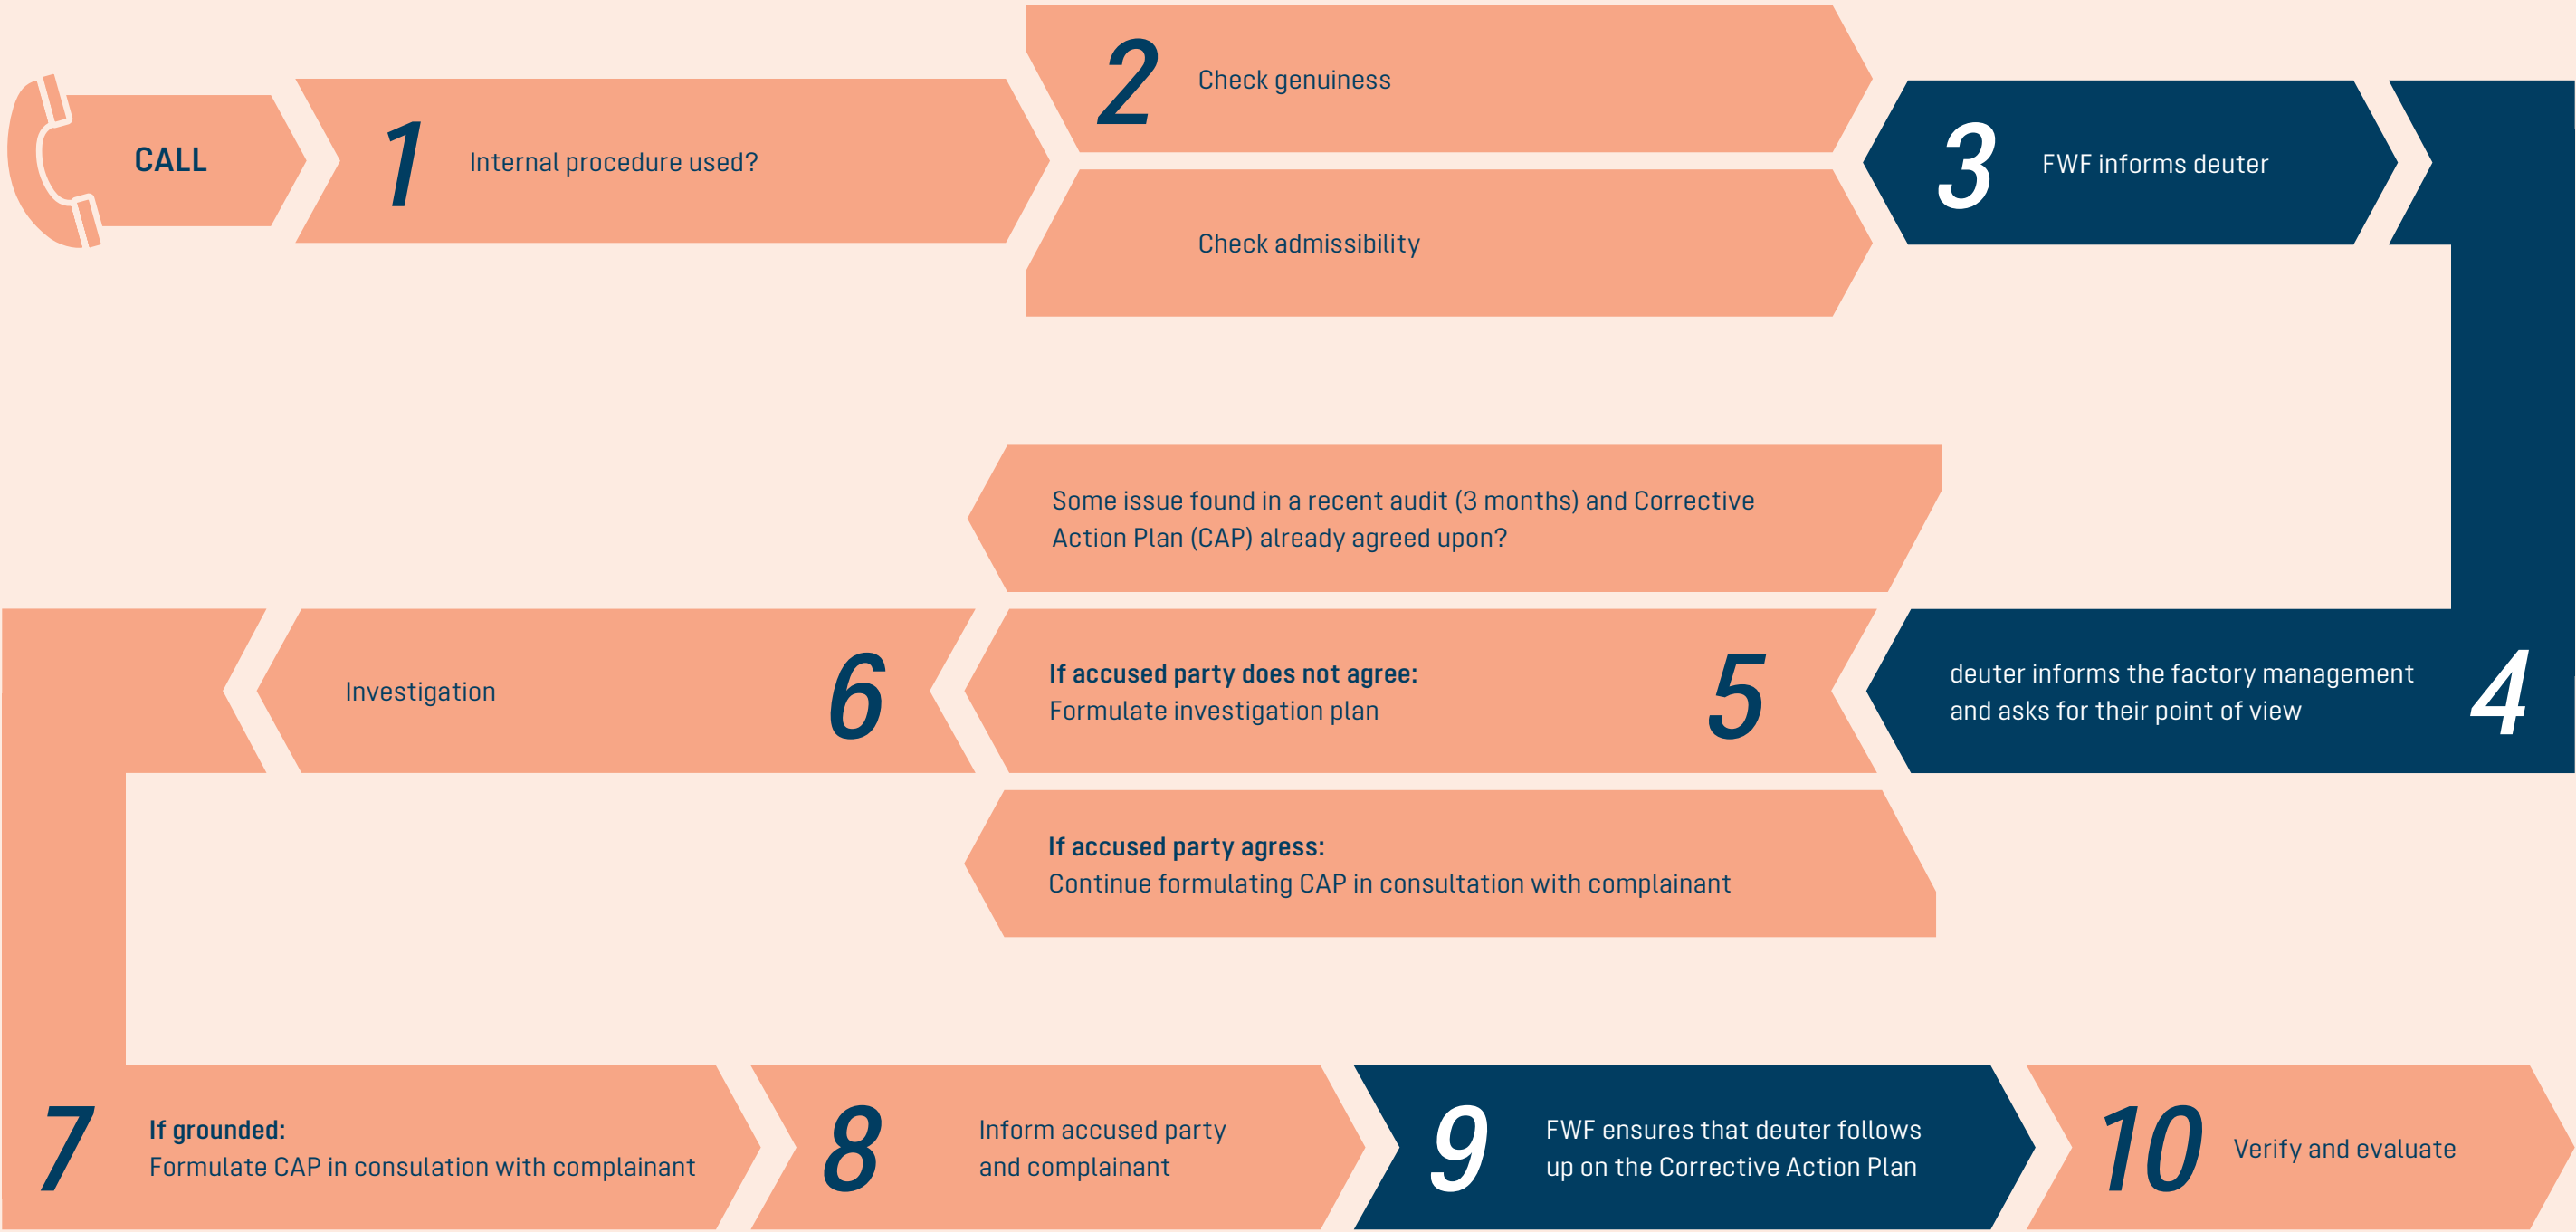 CALL
1
Internal procedure used?
2
Check genuiness
Check admissibility
3
FWF informs deuter
4
deuter informs the factory management
and asks for their point of view
Some issue found in a recent audit (3 months) and Corrective
Action Plan (CAP) already agreed upon?
5
If accused party does not agree:
Formulate investigation plan
If accused party agress:
Continue formulating CAP in consultation with complainant
6
Investigation
7
If grounded:
Formulate CAP in consulation with complainant
8
Inform accused party
and complainant
9
FWF ensures that deuter follows
up on the Corrective Action Plan
10
Verify and evaluate